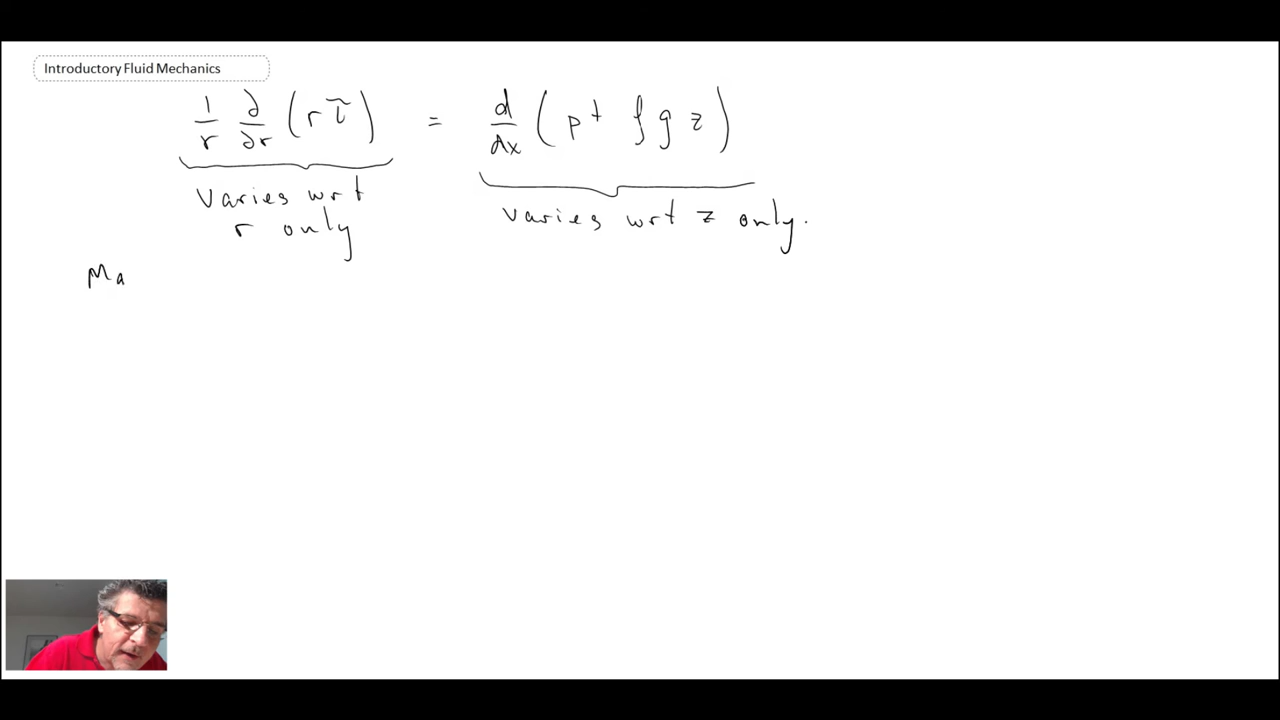 Introductory Fluid Mechanics
1/r ∂/∂r (r τ) = d/dx (p + ρ g z)
varies wrt r only
varies wrt z only.
Ma